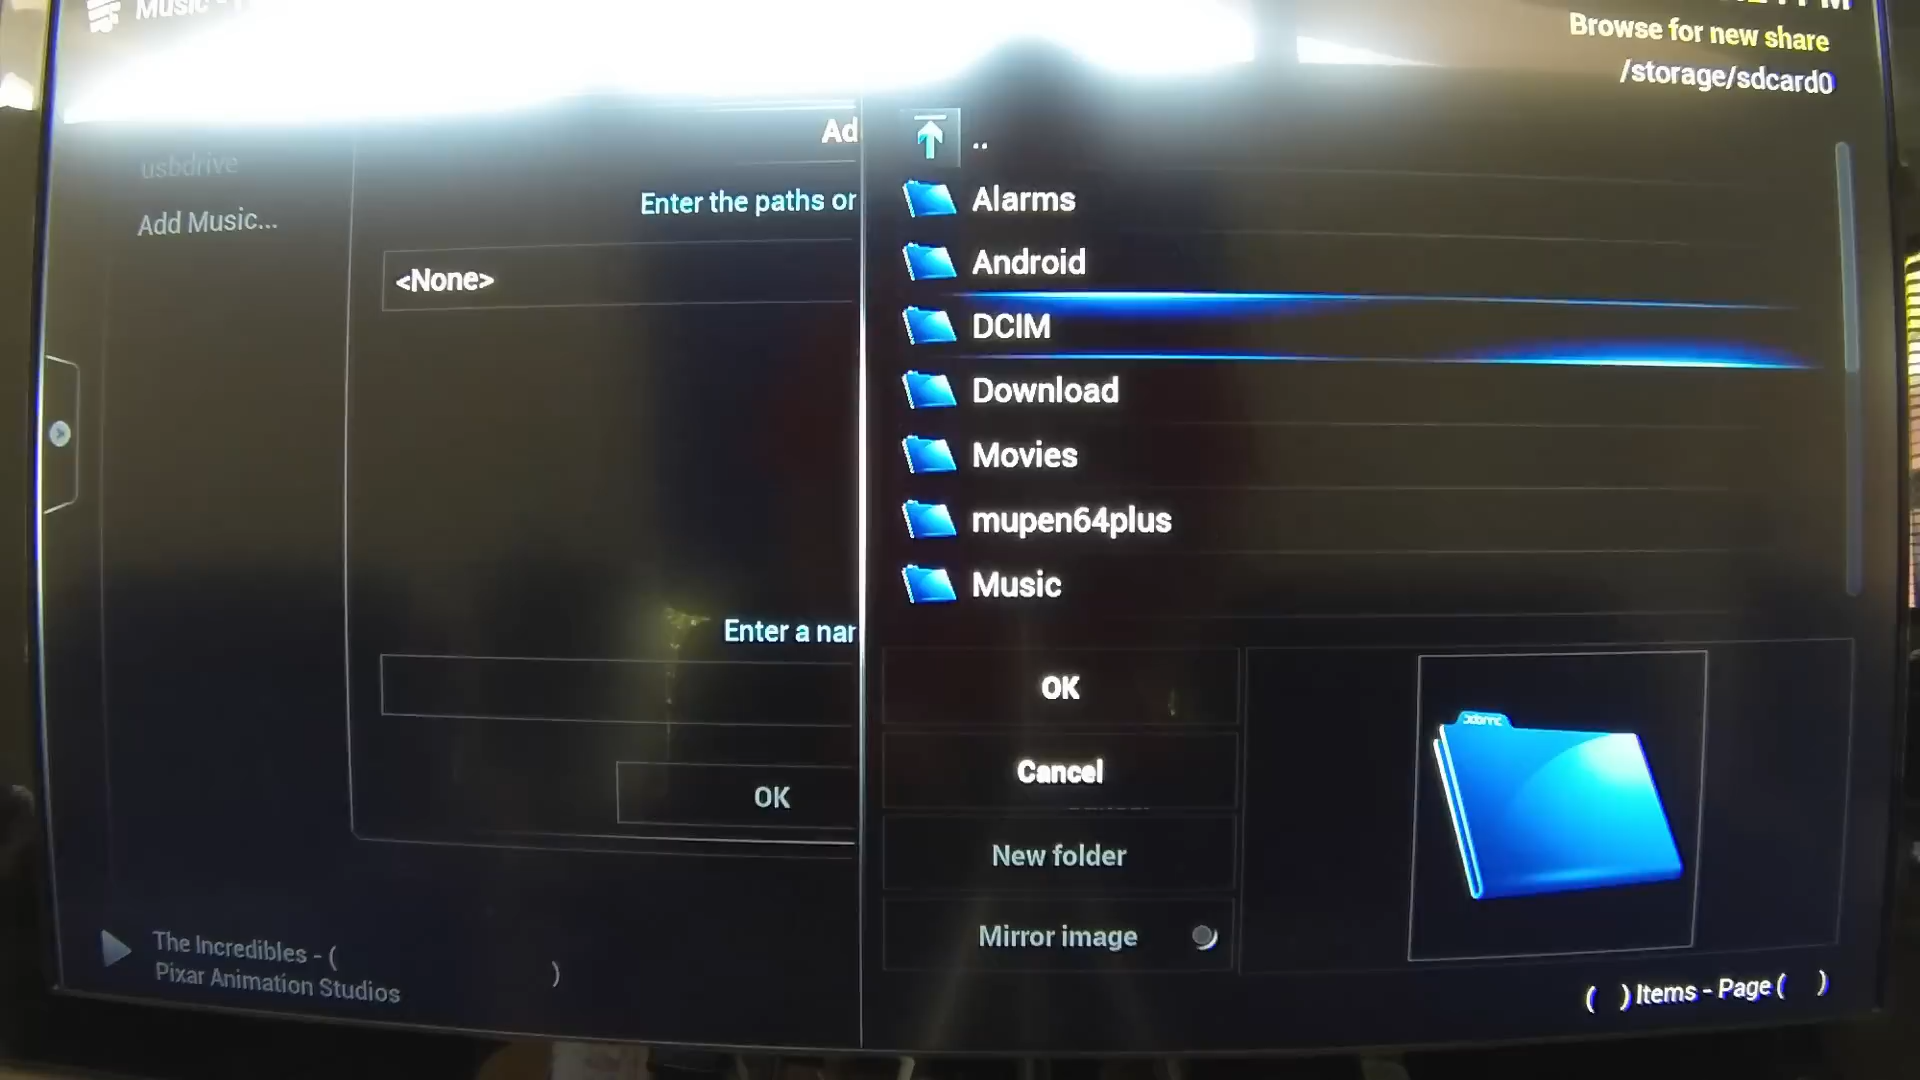 Music -
Browse for new share
/storage/sdcard0
usbdrive
Add Music...
Ad
Enter the paths or
<None>
Enter a nar
OK
..
Alarms
Android
DCIM
Download
Movies
mupen64plus
Music
OK
Cancel
New folder
Mirror image
xbmc
The Incredibles - (
)
Pixar Animation Studios
( ) Items - Page ( )